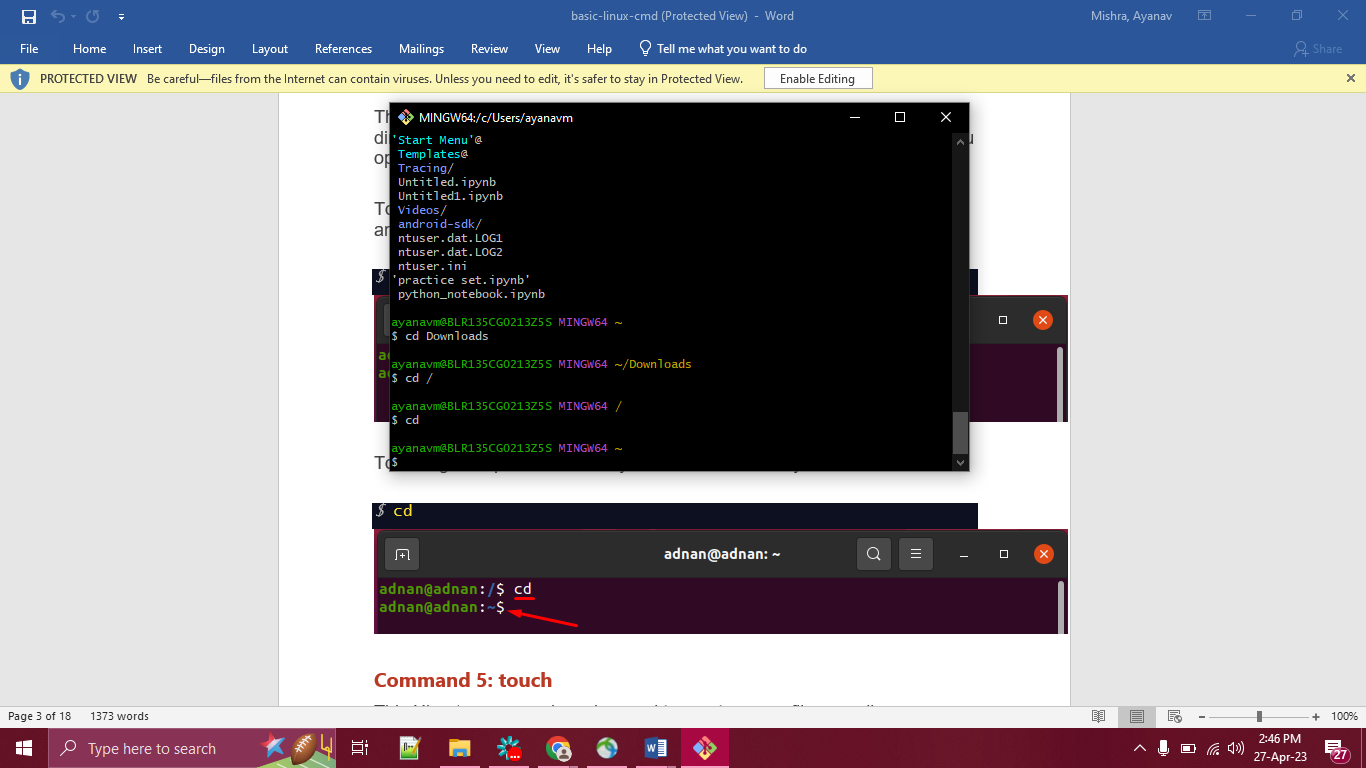 basic-linux-cmd (Protected View) - Word
Mishra, Ayanav
File Home Insert Design Layout References Mailings Review View Help Tell me what you want to do Share
PROTECTED VIEW Be careful—files from the Internet can contain viruses. Unless you need to edit, it's safer to stay in Protected View. Enable Editing
MINGW64:/c/Users/ayanavm
'Start Menu'@
Templates@
Tracing/
Untitled.ipynb
Untitled1.ipynb
Videos/
android-sdk/
ntuser.dat.LOG1
ntuser.dat.LOG2
ntuser.ini
'practice set.ipynb'
python_notebook.ipynb
ayanavm@BLR135CG0213Z5S MINGW64 ~
$ cd Downloads
ayanavm@BLR135CG0213Z5S MINGW64 ~/Downloads
$ cd /
ayanavm@BLR135CG0213Z5S MINGW64 /
$ cd
ayanavm@BLR135CG0213Z5S MINGW64 ~
$
$ cd
adnan@adnan: ~
adnan@adnan:/$ cd
adnan@adnan:~$
Command 5: touch
Page 3 of 18 1373 words
100%
Type here to search
2:46 PM
27-Apr-23
27